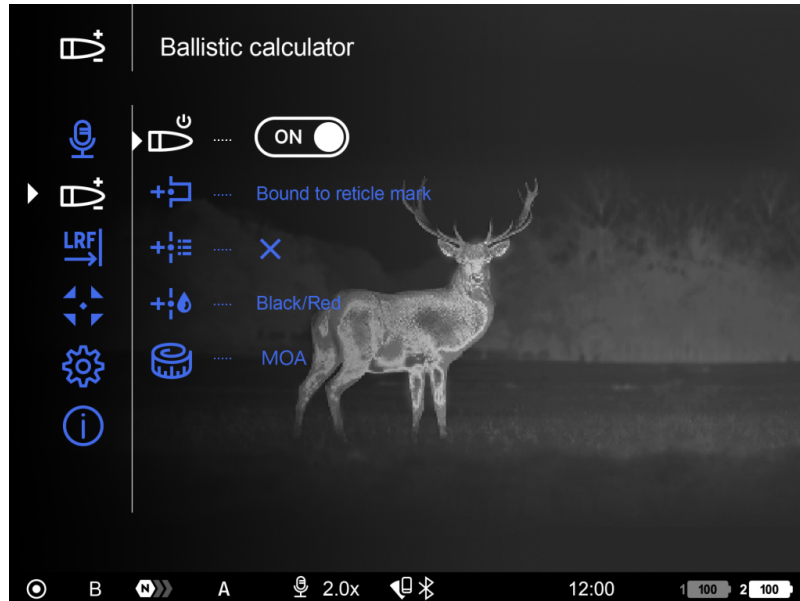 Ballistic calculator
ON
Bound to reticle mark
LRF
Black/Red
MOA
B N A 2.0x 12:00 1 100 2 100